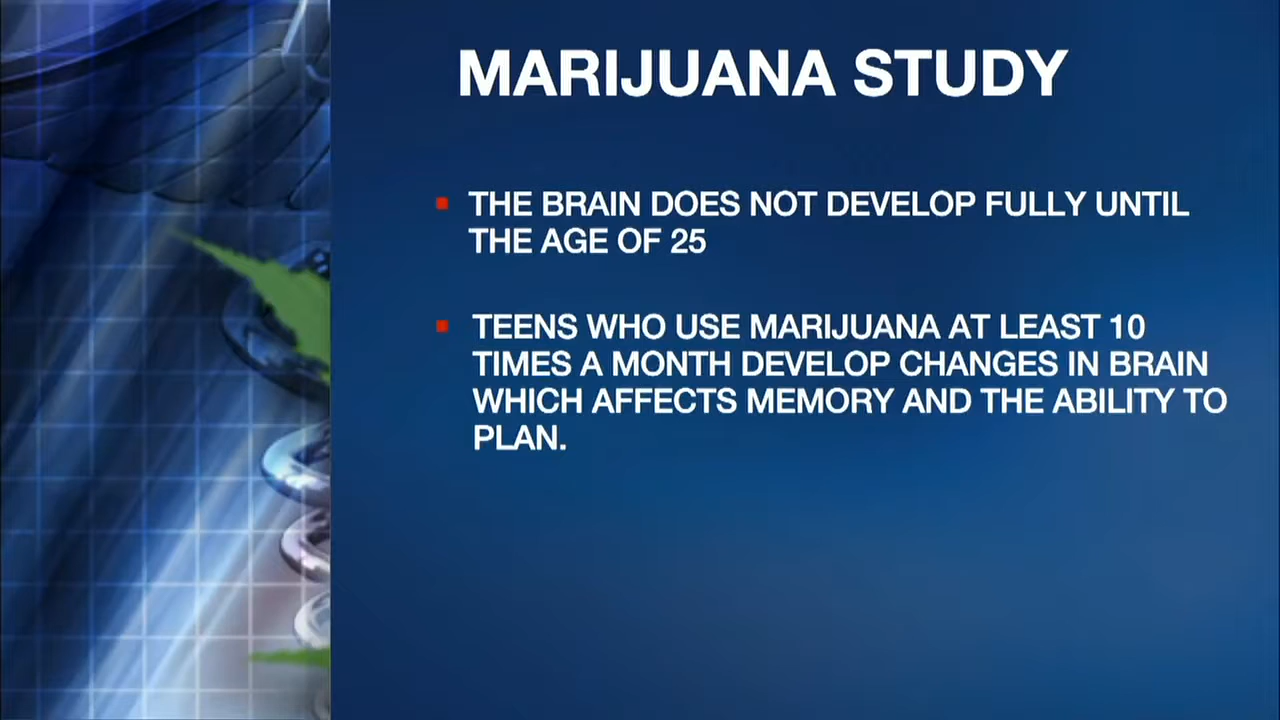 MARIJUANA STUDY
THE BRAIN DOES NOT DEVELOP FULLY UNTIL
THE AGE OF 25
TEENS WHO USE MARIJUANA AT LEAST 10
TIMES A MONTH DEVELOP CHANGES IN BRAIN
WHICH AFFECTS MEMORY AND THE ABILITY TO
PLAN.